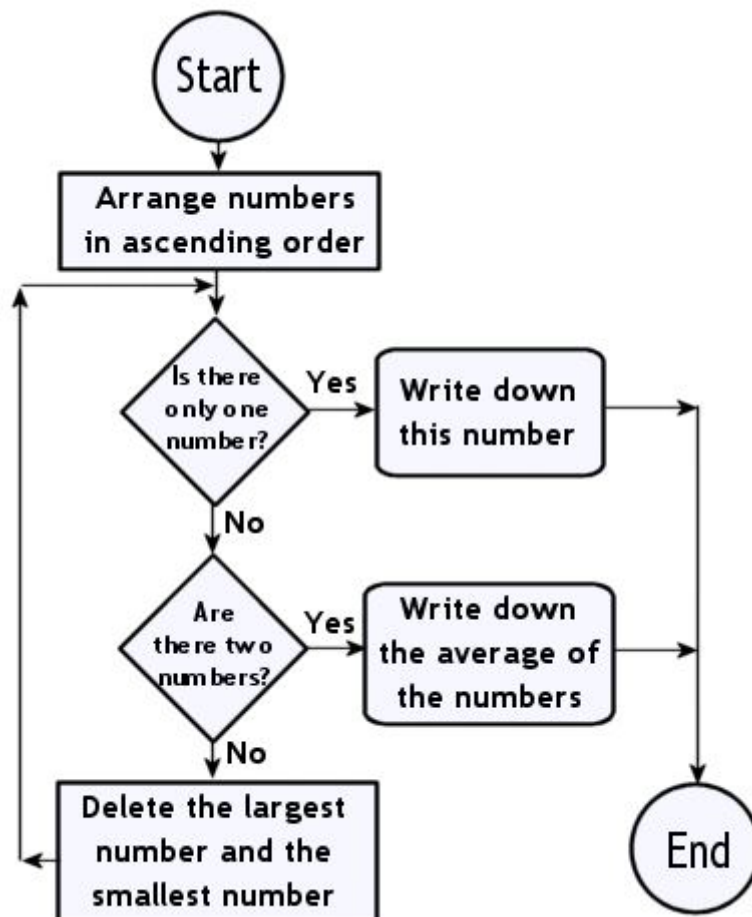 Start
Arrange numbers
in ascending order
Is there
only one
number?
Yes
Write down
this number
No
Are
there two
numbers?
Yes
Write down
the average of
the numbers
No
Delete the largest
number and the
smallest number
End